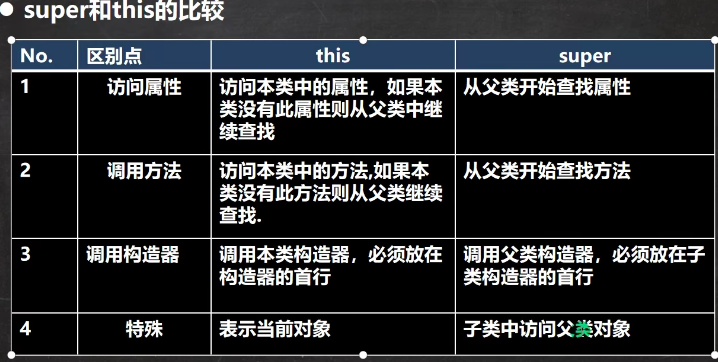 super和this的比较
No. 区别点 this super
1 访问属性 访问本类中的属性，如果本类没有此属性则从父类中继续查找 从父类开始查找属性
2 调用方法 访问本类中的方法,如果本类没有此方法则从父类继续查找. 从父类开始查找方法
3 调用构造器 调用本类构造器，必须放在构造器的首行 调用父类构造器，必须放在子类构造器的首行
4 特殊 表示当前对象 子类中访问父类对象